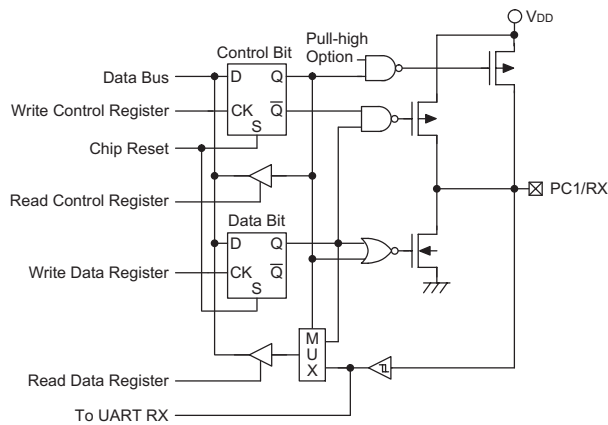 VDD
Pull-high
Option
Control Bit
Data Bus
D
Q
Write Control Register
CK
Q
S
Chip Reset
PC1/RX
Read Control Register
Data Bit
D
Q
Write Data Register
CK
Q
S
M
U
X
Read Data Register
To UART RX